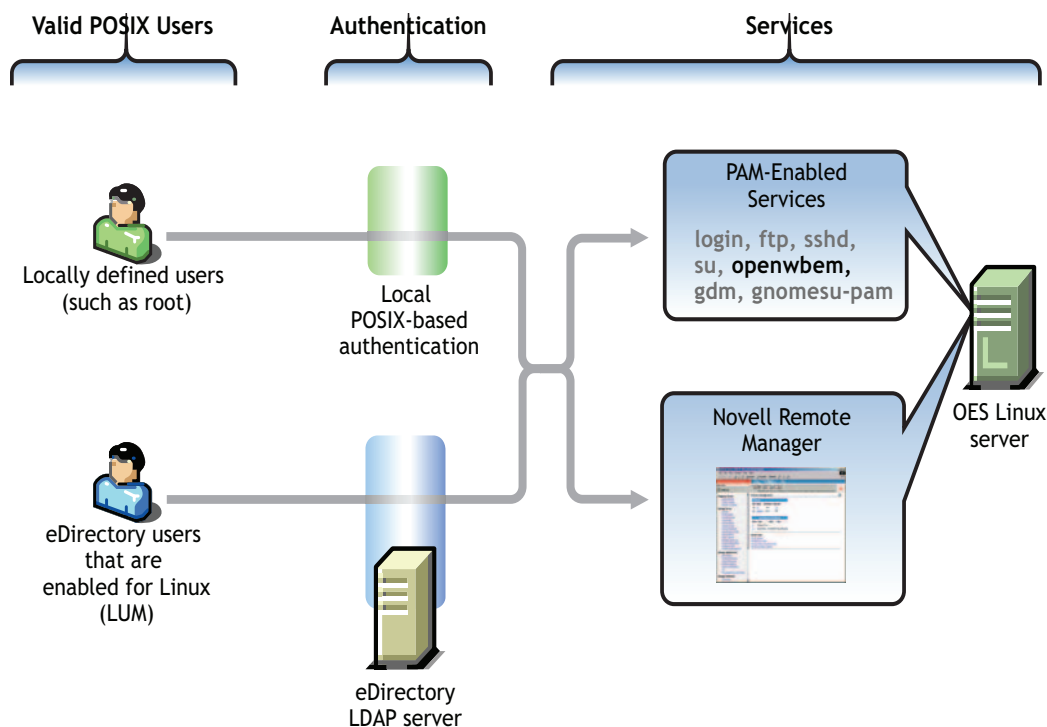 Valid POSIX Users
Authentication
Services
Locally defined users
(such as root)
Local
POSIX-based
authentication
PAM-Enabled
Services
login, ftp, sshd,
su, openwbem,
gdm, gnomesu-pam
OES Linux
server
Novell Remote
Manager
eDirectory users
that are
enabled for Linux
(LUM)
eDirectory
LDAP server
L